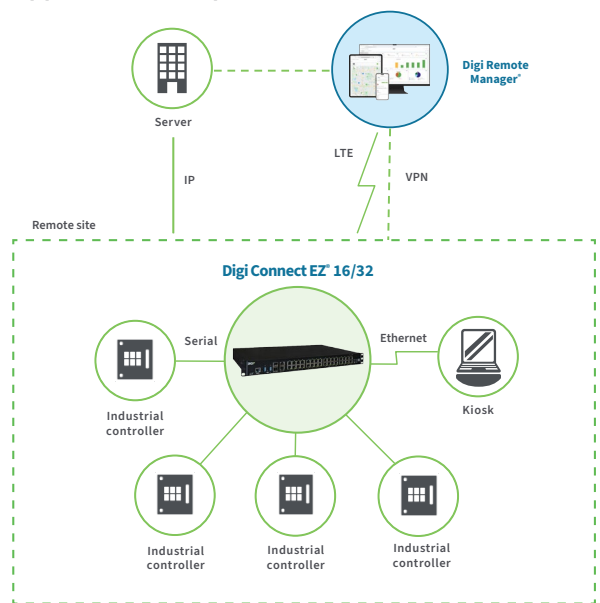 Digi Remote
Manager®
Server
LTE
VPN
IP
Remote site
Digi Connect EZ® 16/32
Serial
Ethernet
Industrial
controller
Kiosk
Industrial
controller
Industrial
controller
Industrial
controller